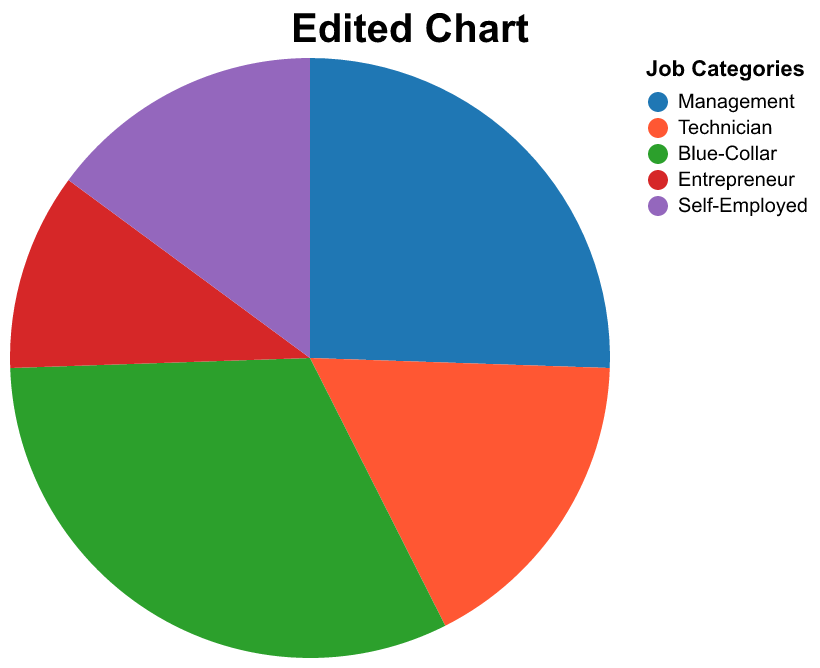 Edited Chart
Job Categories
Management
Technician
Blue-Collar
Entrepreneur
Self-Employed